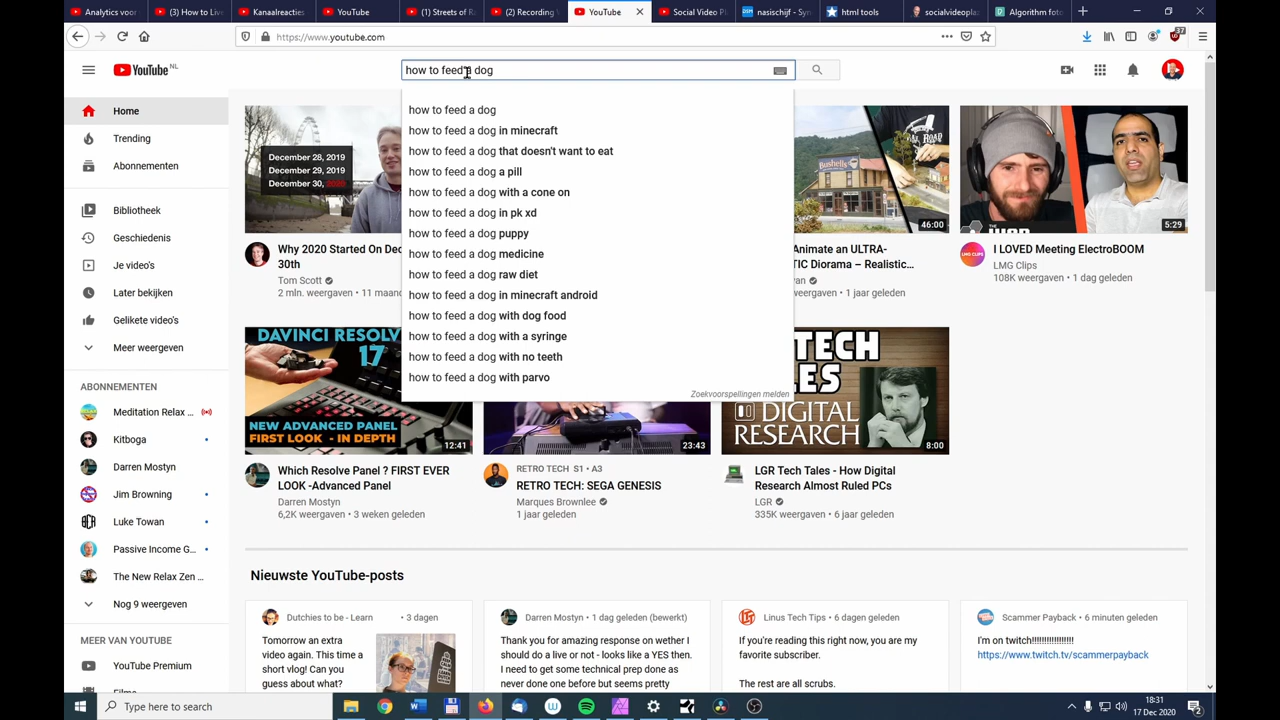 Analytics voor
(3) How to Live
Kanaalreacties
YouTube
(1) Streets of R
(2) Recording V
YouTube
Social Video Pl
nasischijf - Syn
html tools
socialvideoplaz
Algorithm foto
https://www.youtube.com
37
YouTube NL
how to feed a dog
how to feed a dog
how to feed a dog in minecraft
how to feed a dog that doesn't want to eat
how to feed a dog a pill
how to feed a dog with a cone on
how to feed a dog in pk xd
how to feed a dog puppy
how to feed a dog medicine
how to feed a dog raw diet
how to feed a dog in minecraft android
how to feed a dog with dog food
how to feed a dog with a syringe
how to feed a dog with no teeth
how to feed a dog with parvo
Zoekvoorspellingen melden
Home
Trending
Abonnementen
Bibliotheek
Geschiedenis
Je video's
Later bekijken
Gelikete video's
Meer weergeven
ABONNEMENTEN
Meditation Relax ...
Kitboga
Darren Mostyn
Jim Browning
Luke Towan
Passive Income G...
The New Relax Zen ...
Nog 9 weergeven
MEER VAN YOUTUBE
YouTube Premium
December 28, 2019
December 29, 2019
December 30, 2020
Why 2020 Started On Dec
30th
Tom Scott
2 mln. weergaven • 11 maand
Bushells
46:00
Animate an ULTRA-
TIC Diorama – Realistic...
weergaven • 1 jaar geleden
5:29
I LOVED Meeting ElectroBOOM
LMG Clips
108K weergaven • 1 dag geleden
DAVINCI RESOLV
17
NEW ADVANCED PANEL
FIRST LOOK - IN DEPTH
12:41
Which Resolve Panel ? FIRST EVER
LOOK -Advanced Panel
Darren Mostyn
6,2K weergaven • 3 weken geleden
23:43
RETRO TECH S1 • A3
RETRO TECH: SEGA GENESIS
Marques Brownlee
1 jaar geleden
TECH
LES
DIGITAL
RESEARCH
8:00
LGR Tech Tales - How Digital
Research Almost Ruled PCs
LGR
335K weergaven • 6 jaar geleden
Nieuwste YouTube-posts
Dutchies to be - Learn • 3 dagen
Tomorrow an extra
video again. This time a
short vlog! Can you
guess about what?
Darren Mostyn • 1 dag geleden (bewerkt)
Thank you for amazing response on wether I
should do a live or not - looks like a YES then.
I need to get some technical prep done as
never done one before but seems pretty
Linus Tech Tips • 6 dagen geleden
If you're reading this right now, you are my
favorite subscriber.
The rest are all scrubs.
Scammer Payback • 6 minuten geleden
I'm on twitch!!!!!!!!!!!!!!!!!
https://www.twitch.tv/scammerpayback
Type here to search
18:31
17 Dec 2020
2